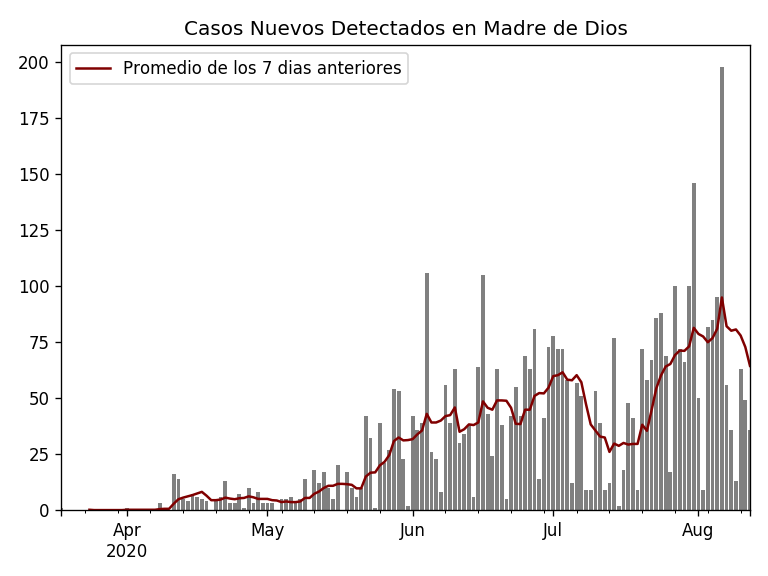 Casos Nuevos Detectados en Madre de Dios
Promedio de los 7 dias anteriores
200
175
150
125
100
75
50
25
0
Apr
2020
May
Jun
Jul
Aug